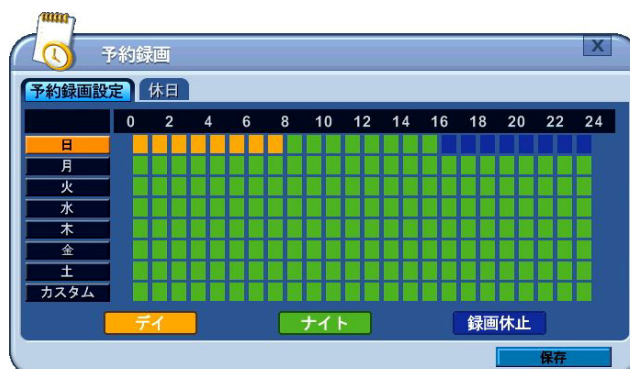 予約録画
X
予約録画設定 休日
0 2 4 6 8 10 12 14 16 18 20 22 24
日
月
火
水
木
金
土
カスタム
デイ ナイト 録画休止
保存